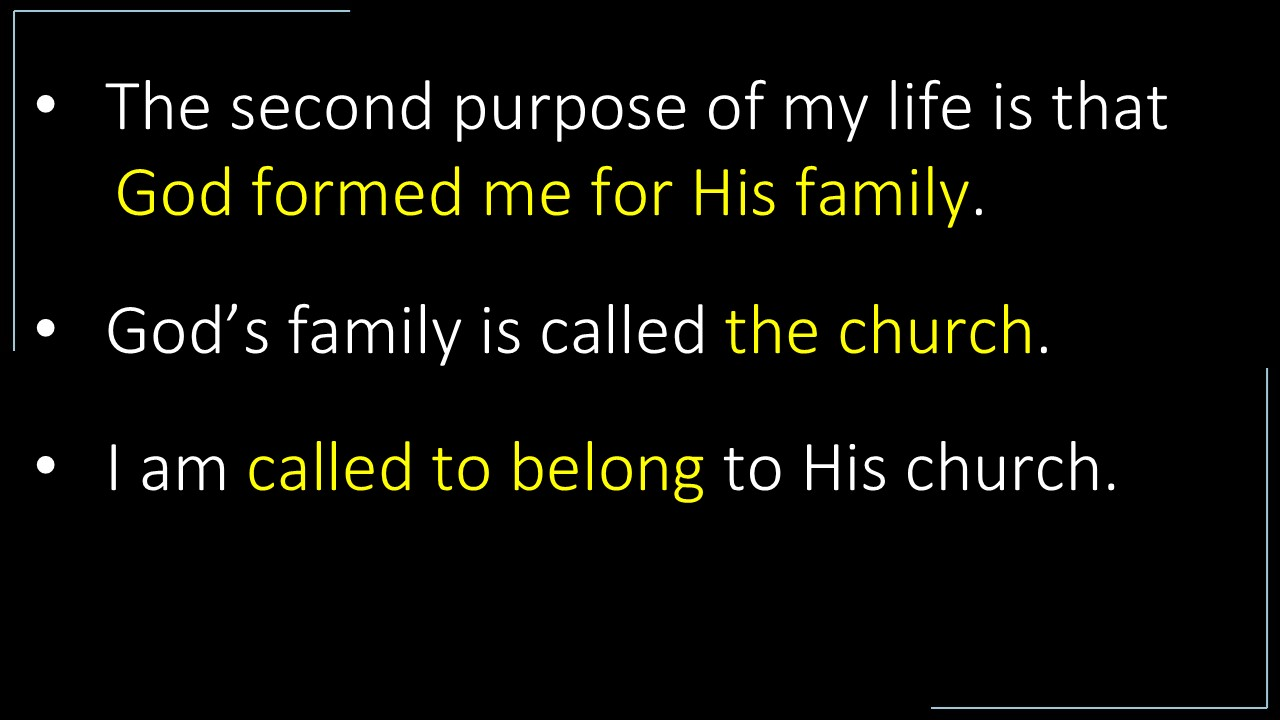 • The second purpose of my life is that
God formed me for His family.
• God’s family is called the church.
• I am called to belong to His church.